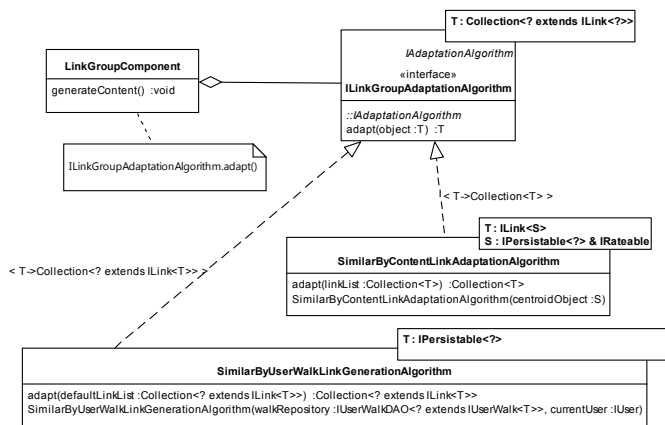 T : Collection<? extends ILink<?>>
IAdaptationAlgorithm
«interface»
ILinkGroupAdaptationAlgorithm
::IAdaptationAlgorithm
adapt(object :T) :T
LinkGroupComponent
generateContent() :void
ILinkGroupAdaptationAlgorithm.adapt()
< T->Collection<T> >
T : ILink<S>
S : IPersistable<?> & IRateable
SimilarByContentLinkAdaptationAlgorithm
adapt(linkList :Collection<T>) :Collection<T>
SimilarByContentLinkAdaptationAlgorithm(centroidObject :S)
< T->Collection<? extends ILink<T>> >
T : IPersistable<?>
SimilarByUserWalkLinkGenerationAlgorithm
adapt(defaultLinkList :Collection<? extends ILink<T>>) :Collection<? extends ILink<T>>
SimilarByUserWalkLinkGenerationAlgorithm(walkRepository :IUserWalkDAO<? extends IUserWalk<T>>, currentUser :IUser)